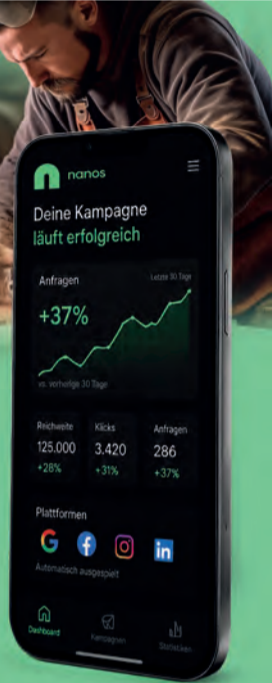 nanos
Deine Kampagne
läuft erfolgreich
Anfragen
Letzte 30 Tage
+37%
vs. vorherige 30 Tage
Reichweite
Klicks
Anfragen
125.000
3.420
286
+28%
+31%
+37%
Plattformen
Automatisch ausgespielt
Dashboard
Kampagnen
Statistiken